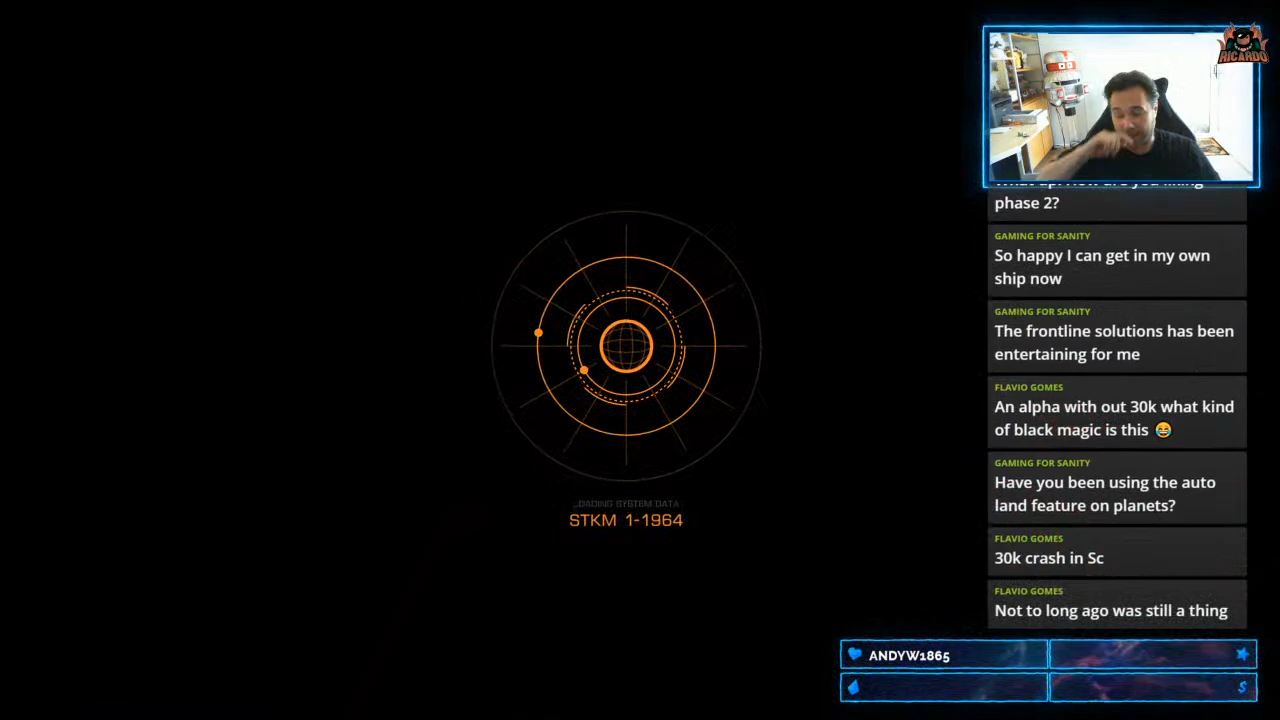 RICARDO
phase 2?
GAMING FOR SANITY
So happy I can get in my own
ship now
GAMING FOR SANITY
The frontline solutions has been
entertaining for me
FLAVIO GOMES
An alpha with out 30k what kind
of black magic is this 😂
GAMING FOR SANITY
Have you been using the auto
land feature on planets?
FLAVIO GOMES
30k crash in Sc
FLAVIO GOMES
Not to long ago was still a thing
LOADING SYSTEM DATA
STKM 1-1964
ANDYW1865